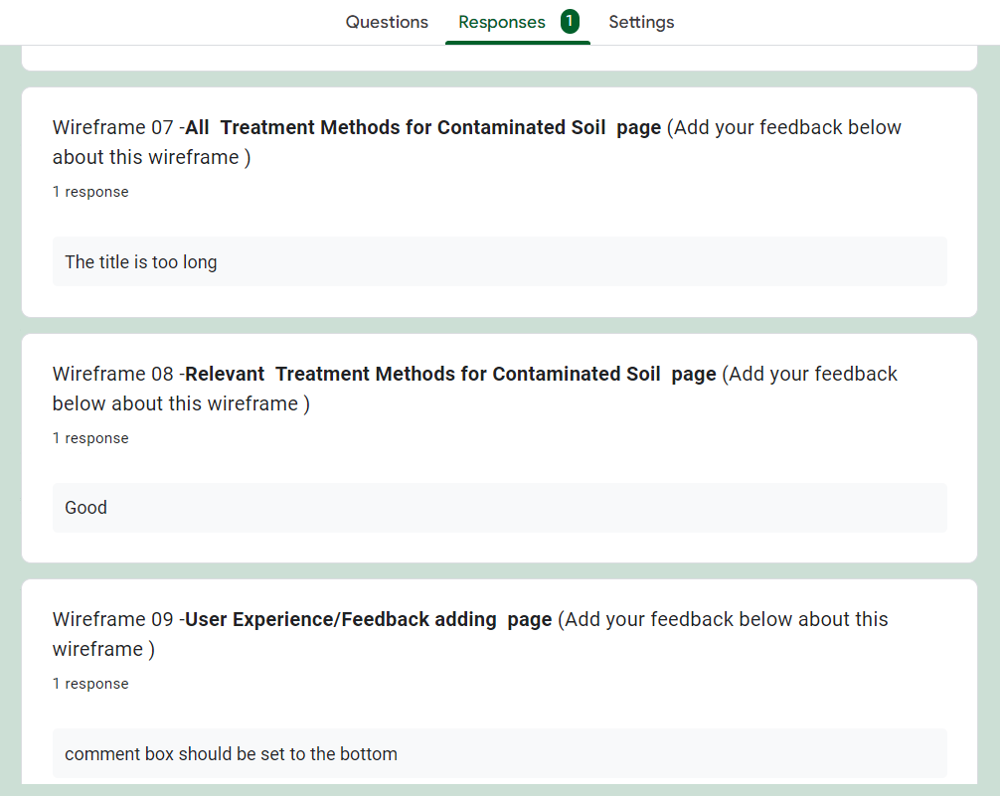 Questions Responses 1 Settings
Wireframe 07 -All  Treatment Methods for Contaminated Soil  page (Add your feedback below
about this wireframe )
1 response
The title is too long
Wireframe 08 -Relevant  Treatment Methods for Contaminated Soil  page (Add your feedback
below about this wireframe )
1 response
Good
Wireframe 09 -User Experience/Feedback adding  page (Add your feedback below about this
wireframe )
1 response
comment box should be set to the bottom